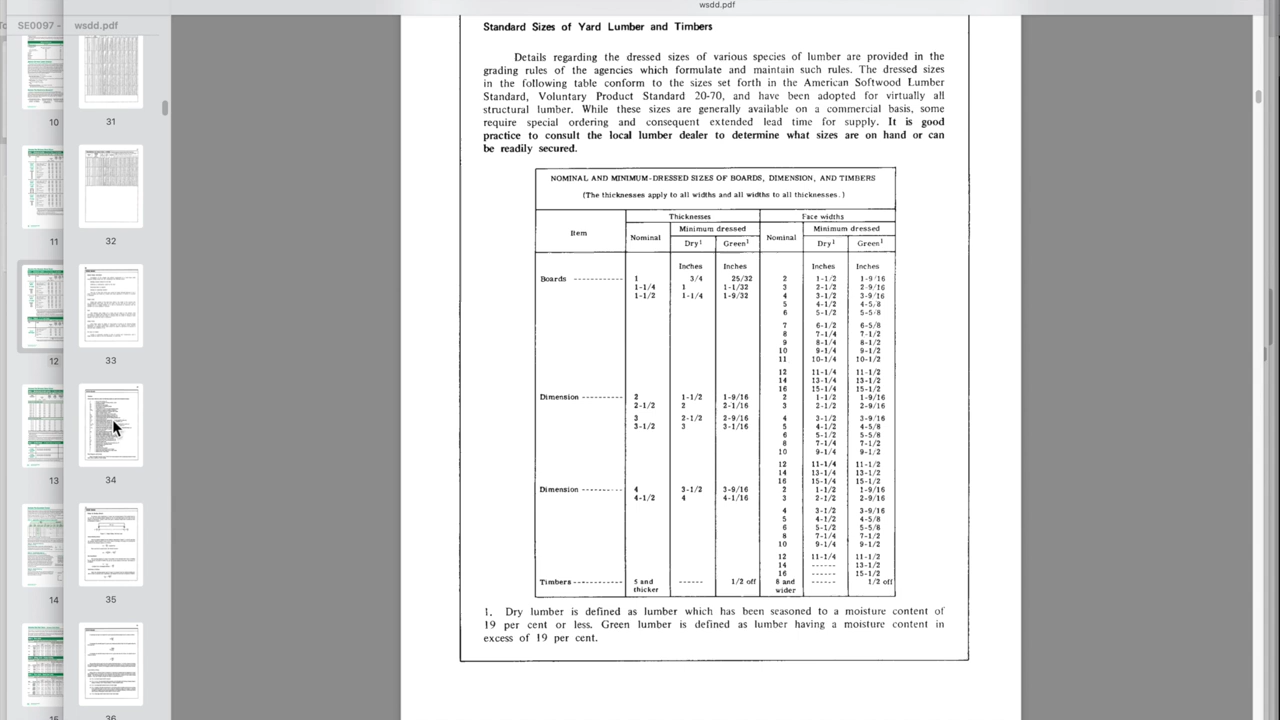 wsdd.pdf
SE0097 - wsdd.pdf
10 31
11 32
12 33
13 34
14 35
36
Standard Sizes of Yard Lumber and Timbers
Details regarding the dressed sizes of various species of lumber are provided in the
grading rules of the agencies which formulate and maintain such rules. The dressed sizes
in the following table conform to the sizes set forth in the American Softwood Lumber
Standard, Voluntary Product Standard 20-70, and have been adopted for virtually all
structural lumber. While these sizes are generally available on a commercial basis, some
require special ordering and consequent extended lead time for supply. It is good
practice to consult the local lumber dealer to determine what sizes are on hand or can
be readily secured.
NOMINAL AND MINIMUM-DRESSED SIZES OF BOARDS, DIMENSION, AND TIMBERS
(The thicknesses apply to all widths and all widths to all thicknesses.)
Thicknesses Face widths
Item Nominal Minimum dressed Nominal Minimum dressed
Dry1 Green1 Dry1 Green1
Inches Inches Inches Inches
Boards ----------- 1 3/4 25/32 2 1-1/2 1-9/16
1-1/4 1 1-1/32 3 2-1/2 2-9/16
1-1/2 1-1/4 1-9/32 4 3-1/2 3-9/16
5 4-1/2 4-5/8
6 5-1/2 5-5/8
7 6-1/2 6-5/8
8 7-1/4 7-1/2
9 8-1/4 8-1/2
10 9-1/4 9-1/2
11 10-1/4 10-1/2
12 11-1/4 11-1/2
14 13-1/4 13-1/2
16 15-1/4 15-1/2
Dimension --------- 2 1-1/2 1-9/16 2 1-1/2 1-9/16
2-1/2 2 2-1/16 3 2-1/2 2-9/16
3 2-1/2 2-9/16 4 3-1/2 3-9/16
3-1/2 3 3-1/16 5 4-1/2 4-5/8
6 5-1/2 5-5/8
8 7-1/4 7-1/2
10 9-1/4 9-1/2
12 11-1/4 11-1/2
14 13-1/4 13-1/2
16 15-1/4 15-1/2
Dimension --------- 4 3-1/2 3-9/16 2 1-1/2 1-9/16
4-1/2 4 4-1/16 3 2-1/2 2-9/16
4 3-1/2 3-9/16
5 4-1/2 4-5/8
6 5-1/2 5-5/8
8 7-1/4 7-1/2
10 9-1/4 9-1/2
12 11-1/4 11-1/2
14 ----- 13-1/2
16 ----- 15-1/2
Timbers ----------- 5 and thicker ----- 1/2 off 8 and wider ----- 1/2 off
1. Dry lumber is defined as lumber which has been seasoned to a moisture content of
19 per cent or less. Green lumber is defined as lumber having a moisture content in
excess of 19 per cent.